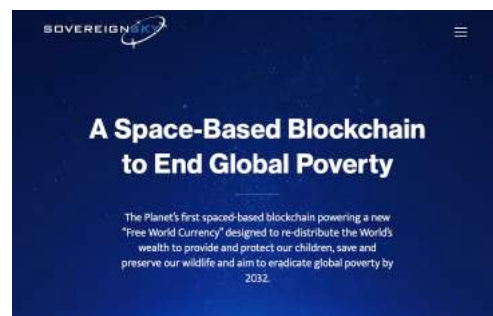 SOVEREIGNSKY
A Space-Based Blockchain
to End Global Poverty
The Planet's first spaced-based blockchain powering a new
"Free World Currency" designed to re-distribute the World's
wealth to provide and protect our children, save and
preserve our wildlife and aim to eradicate global poverty by
2032.